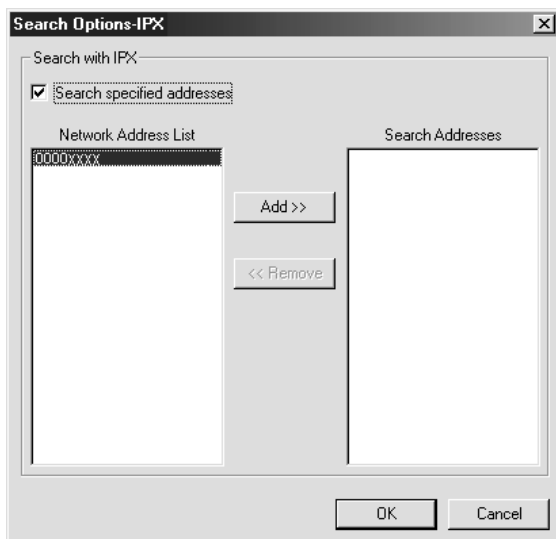 Search Options-IPX
Search with IPX
Search specified addresses
Network Address List
Search Addresses
0000xxxx
Add >>
<< Remove
OK
Cancel